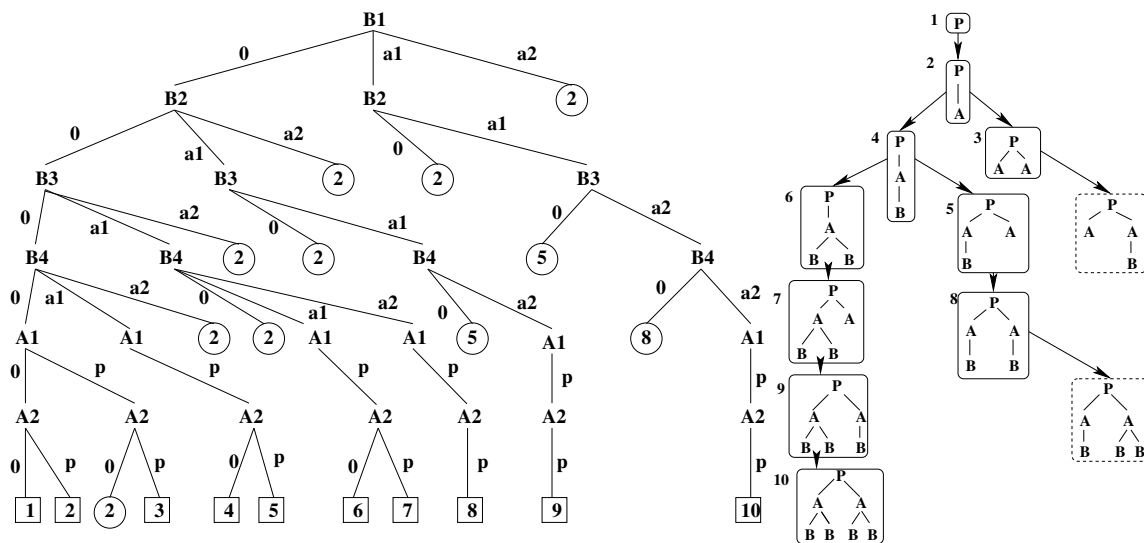 B1
1 P
0 a1 a2
2 P
A
B2 B2 2
0 a1 a2 0 a1
4 P
A
B
3 P
A A
B3 B3 2 2 B3
0 a1 a2 0 a1 0 a2
6 P
A
B B
5 P
A A
B
P
A A
B
B4 B4 2 2 B4 5 B4
0 a1 a2 0 a1 a2 0 a2 0 a2
7 P
A A
B B
8 P
A A
B B
A1 A1 2 2 A1 A1 5 A1 8 A1
0 p p p p p p
9 P
A A
B B B
P
A A
B B B
A2 A2 A2 A2 A2 A2 A2
0 p 0 p 0 p 0 p p p p
10 P
A A
B B B B
1 2 2 3 4 5 6 7 8 9 10